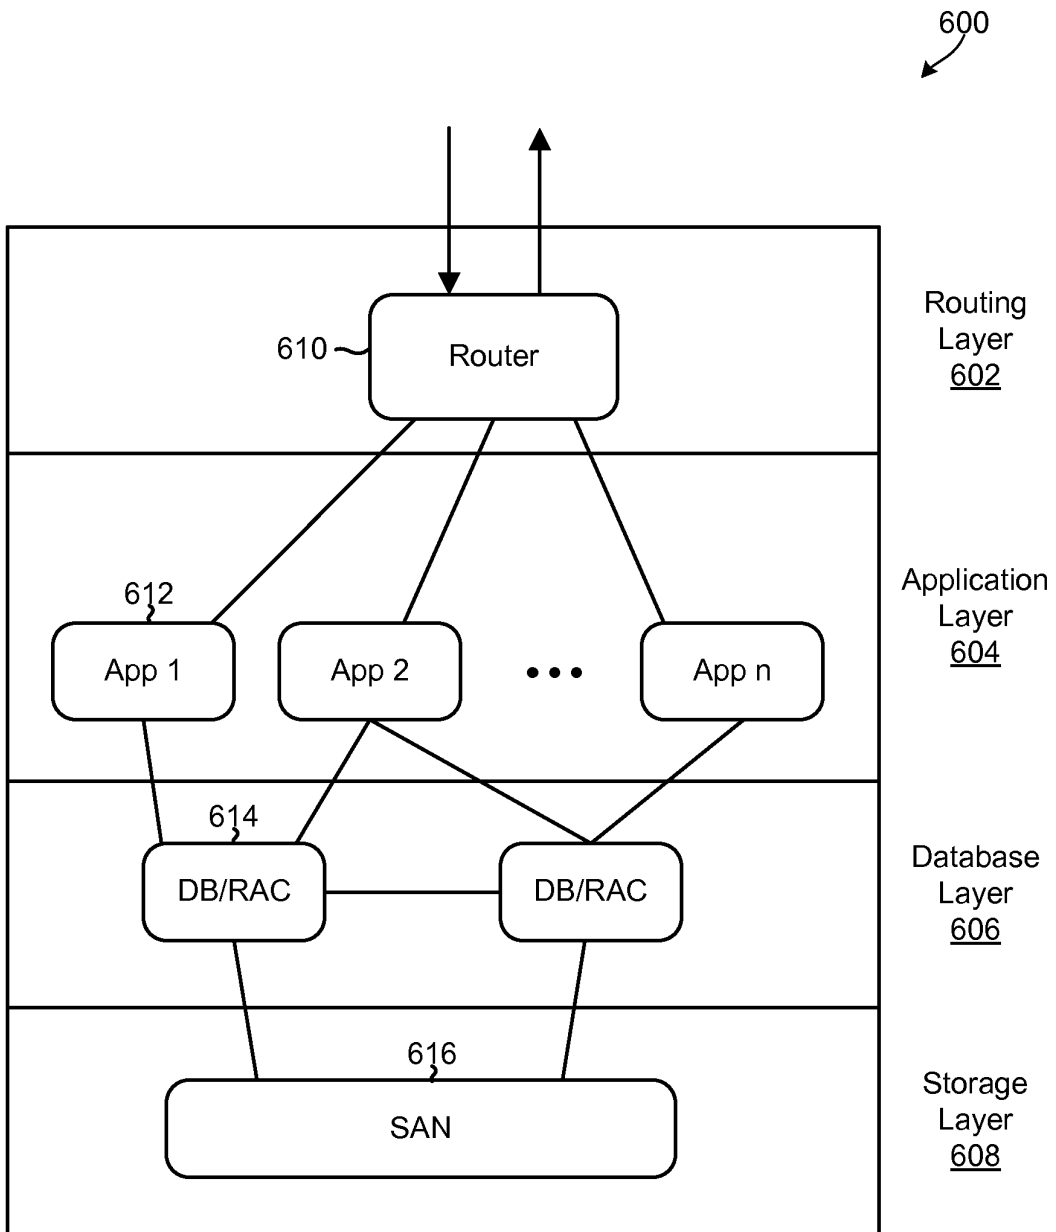 600
Routing
Layer
602
610
Router
Application
Layer
604
612
App 1
App 2
App n
Database
Layer
606
614
DB/RAC
DB/RAC
Storage
Layer
608
616
SAN